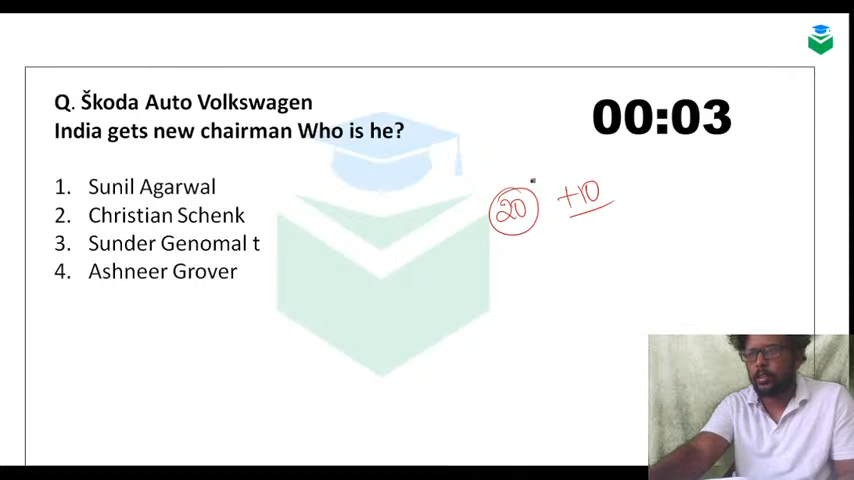 Q. Škoda Auto Volkswagen
India gets new chairman Who is he?
00:03
1. Sunil Agarwal
2. Christian Schenk
3. Sunder Genomal t
4. Ashneer Grover
20 +10